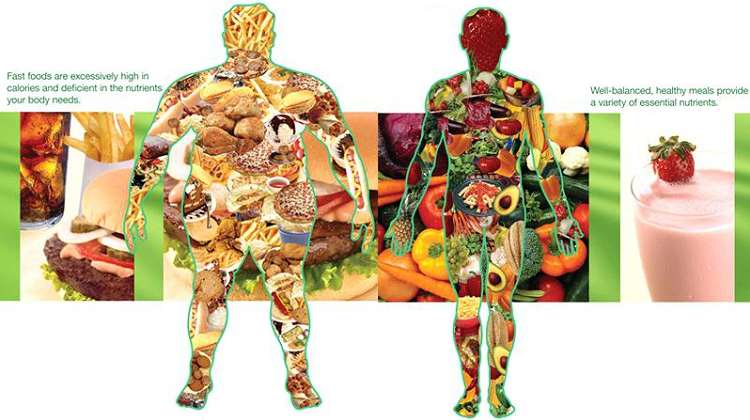 Fast foods are excessively high in
calories and deficient in the nutrients
your body needs.
Well-balanced, healthy meals provide
a variety of essential nutrients.